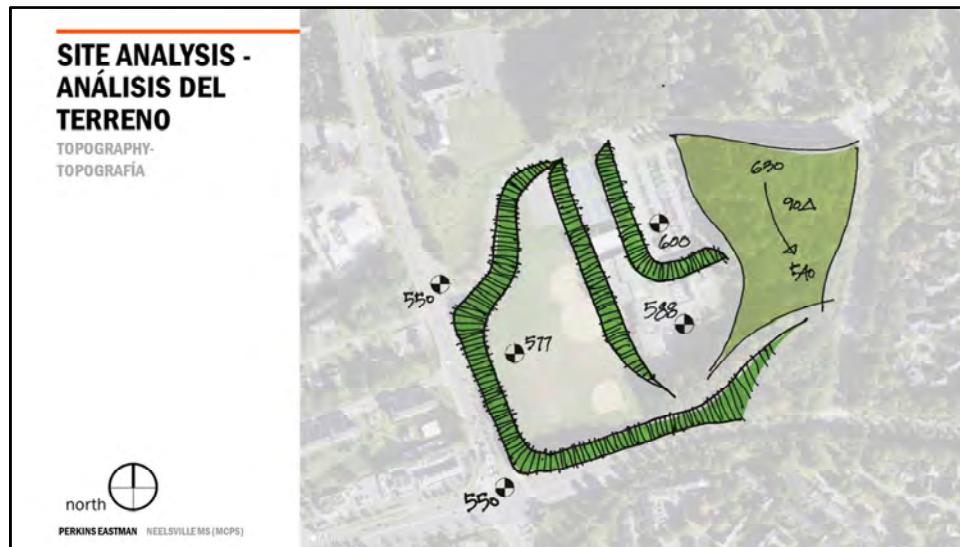 SITE ANALYSIS -
ANÁLISIS DEL
TERRENO
TOPOGRAPHY-
TOPOGRAFÍA
630
90Δ
540
600
588
550
577
550
north
PERKINS EASTMAN NEELSVILLE MS (MCPS)